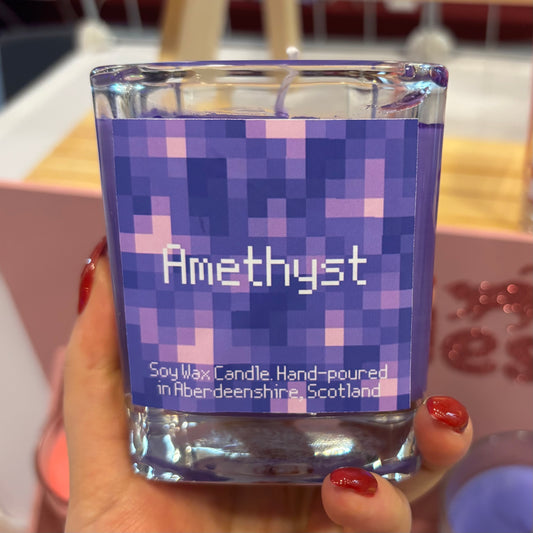 Amethyst
Soy Wax Candle. Hand-poured
in Aberdeenshire, Scotland